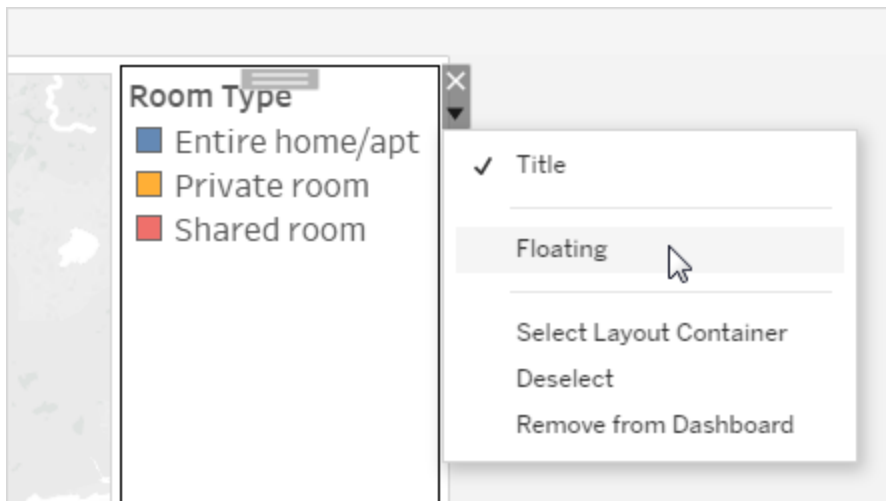 Room Type
Entire home/apt
Private room
Shared room
Title
Floating
Select Layout Container
Deselect
Remove from Dashboard